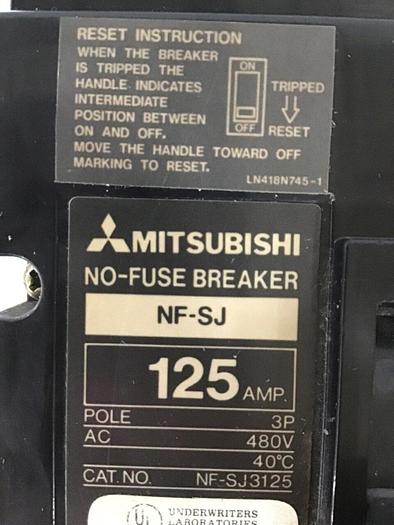 RESET INSTRUCTION
WHEN THE BREAKER
IS TRIPPED THE
HANDLE INDICATES
INTERMEDIATE
POSITION BETWEEN
ON AND OFF.
MOVE THE HANDLE TOWARD OFF
MARKING TO RESET.
ON
OFF
TRIPPED
RESET
LN418N745-1
MITSUBISHI
NO-FUSE BREAKER
NF-SJ
125 AMP.
POLE 3P
AC 480V
40°C
CAT.NO. NF-SJ3125
UL
UNDERWRITERS
LABORATORIES